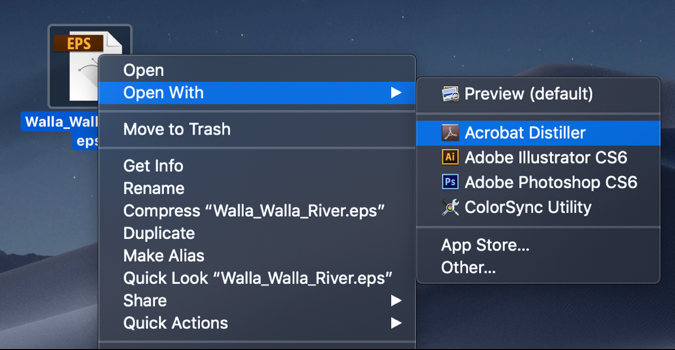 EPS
Walla_Wall
eps
Open
Open With
Move to Trash
Get Info
Rename
Compress “Walla_Walla_River.eps”
Duplicate
Make Alias
Quick Look “Walla_Walla_River.eps”
Share
Quick Actions
Preview (default)
Acrobat Distiller
Ai Adobe Illustrator CS6
Ps Adobe Photoshop CS6
ColorSync Utility
App Store...
Other...